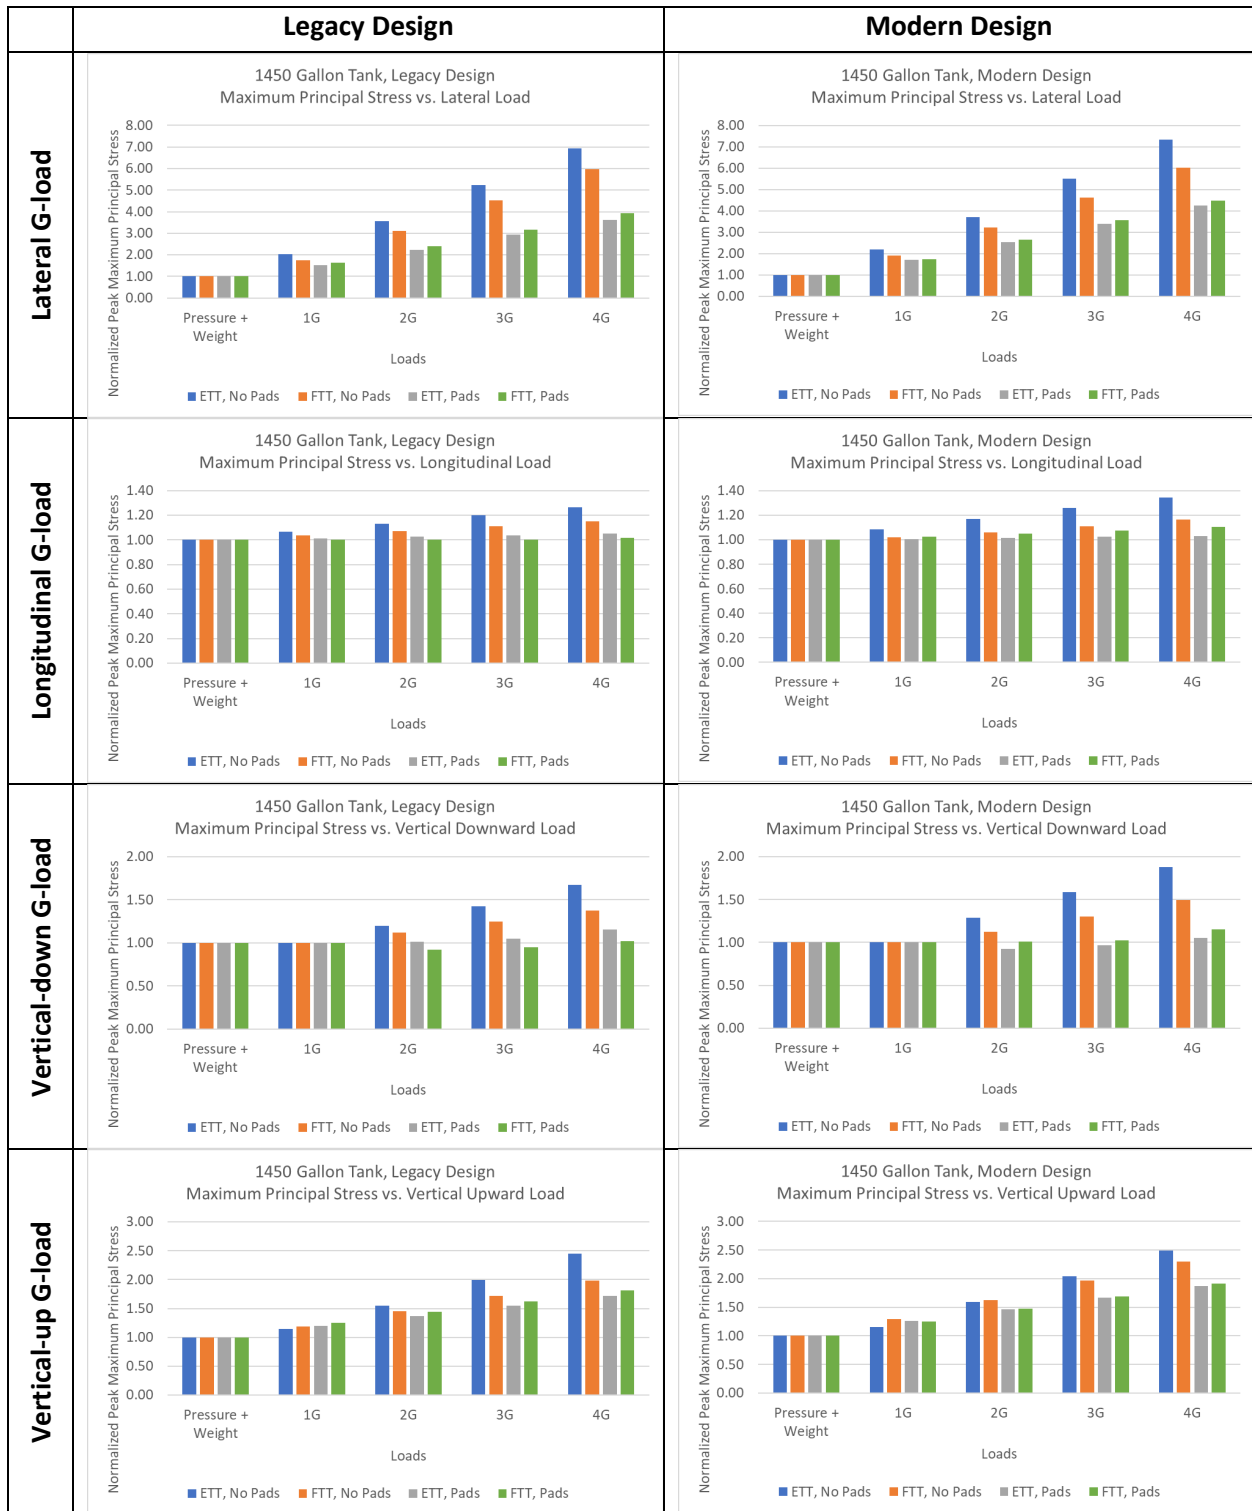 Legacy Design
Modern Design
Lateral G-load
1450 Gallon Tank, Legacy Design
Maximum Principal Stress vs. Lateral Load
Normalized Peak Maximum Principal Stress
8.00
7.00
6.00
5.00
4.00
3.00
2.00
1.00
0.00
Pressure +
Weight
1G
2G
3G
4G
Loads
ETT, No Pads FTT, No Pads ETT, Pads FTT, Pads
1450 Gallon Tank, Modern Design
Maximum Principal Stress vs. Lateral Load
Normalized Peak Maximum Principal Stress
8.00
7.00
6.00
5.00
4.00
3.00
2.00
1.00
0.00
Pressure +
Weight
1G
2G
3G
4G
Loads
ETT, No Pads FTT, No Pads ETT, Pads FTT, Pads
Longitudinal G-load
1450 Gallon Tank, Legacy Design
Maximum Principal Stress vs. Longitudinal Load
Normalized Peak Maximum Principal Stress
1.40
1.20
1.00
0.80
0.60
0.40
0.20
0.00
Pressure +
Weight
1G
2G
3G
4G
Loads
ETT, No Pads FTT, No Pads ETT, Pads FTT, Pads
1450 Gallon Tank, Modern Design
Maximum Principal Stress vs. Longitudinal Load
Normalized Peak Maximum Principal Stress
1.40
1.20
1.00
0.80
0.60
0.40
0.20
0.00
Pressure +
Weight
1G
2G
3G
4G
Loads
ETT, No Pads FTT, No Pads ETT, Pads FTT, Pads
Vertical-down G-load
1450 Gallon Tank, Legacy Design
Maximum Principal Stress vs. Vertical Downward Load
Normalized Peak Maximum Principal Stress
2.00
1.50
1.00
0.50
0.00
Pressure +
Weight
1G
2G
3G
4G
Loads
ETT, No Pads FTT, No Pads ETT, Pads FTT, Pads
1450 Gallon Tank, Modern Design
Maximum Principal Stress vs. Vertical Downward Load
Normalized Peak Maximum Principal Stress
2.00
1.50
1.00
0.50
0.00
Pressure +
Weight
1G
2G
3G
4G
Loads
ETT, No Pads FTT, No Pads ETT, Pads FTT, Pads
Vertical-up G-load
1450 Gallon Tank, Legacy Design
Maximum Principal Stress vs. Vertical Upward Load
Normalized Peak Maximum Principal Stress
3.00
2.50
2.00
1.50
1.00
0.50
0.00
Pressure +
Weight
1G
2G
3G
4G
Loads
ETT, No Pads FTT, No Pads ETT, Pads FTT, Pads
1450 Gallon Tank, Modern Design
Maximum Principal Stress vs. Vertical Upward Load
Normalized Peak Maximum Principal Stress
3.00
2.50
2.00
1.50
1.00
0.50
0.00
Pressure +
Weight
1G
2G
3G
4G
Loads
ETT, No Pads FTT, No Pads ETT, Pads FTT, Pads